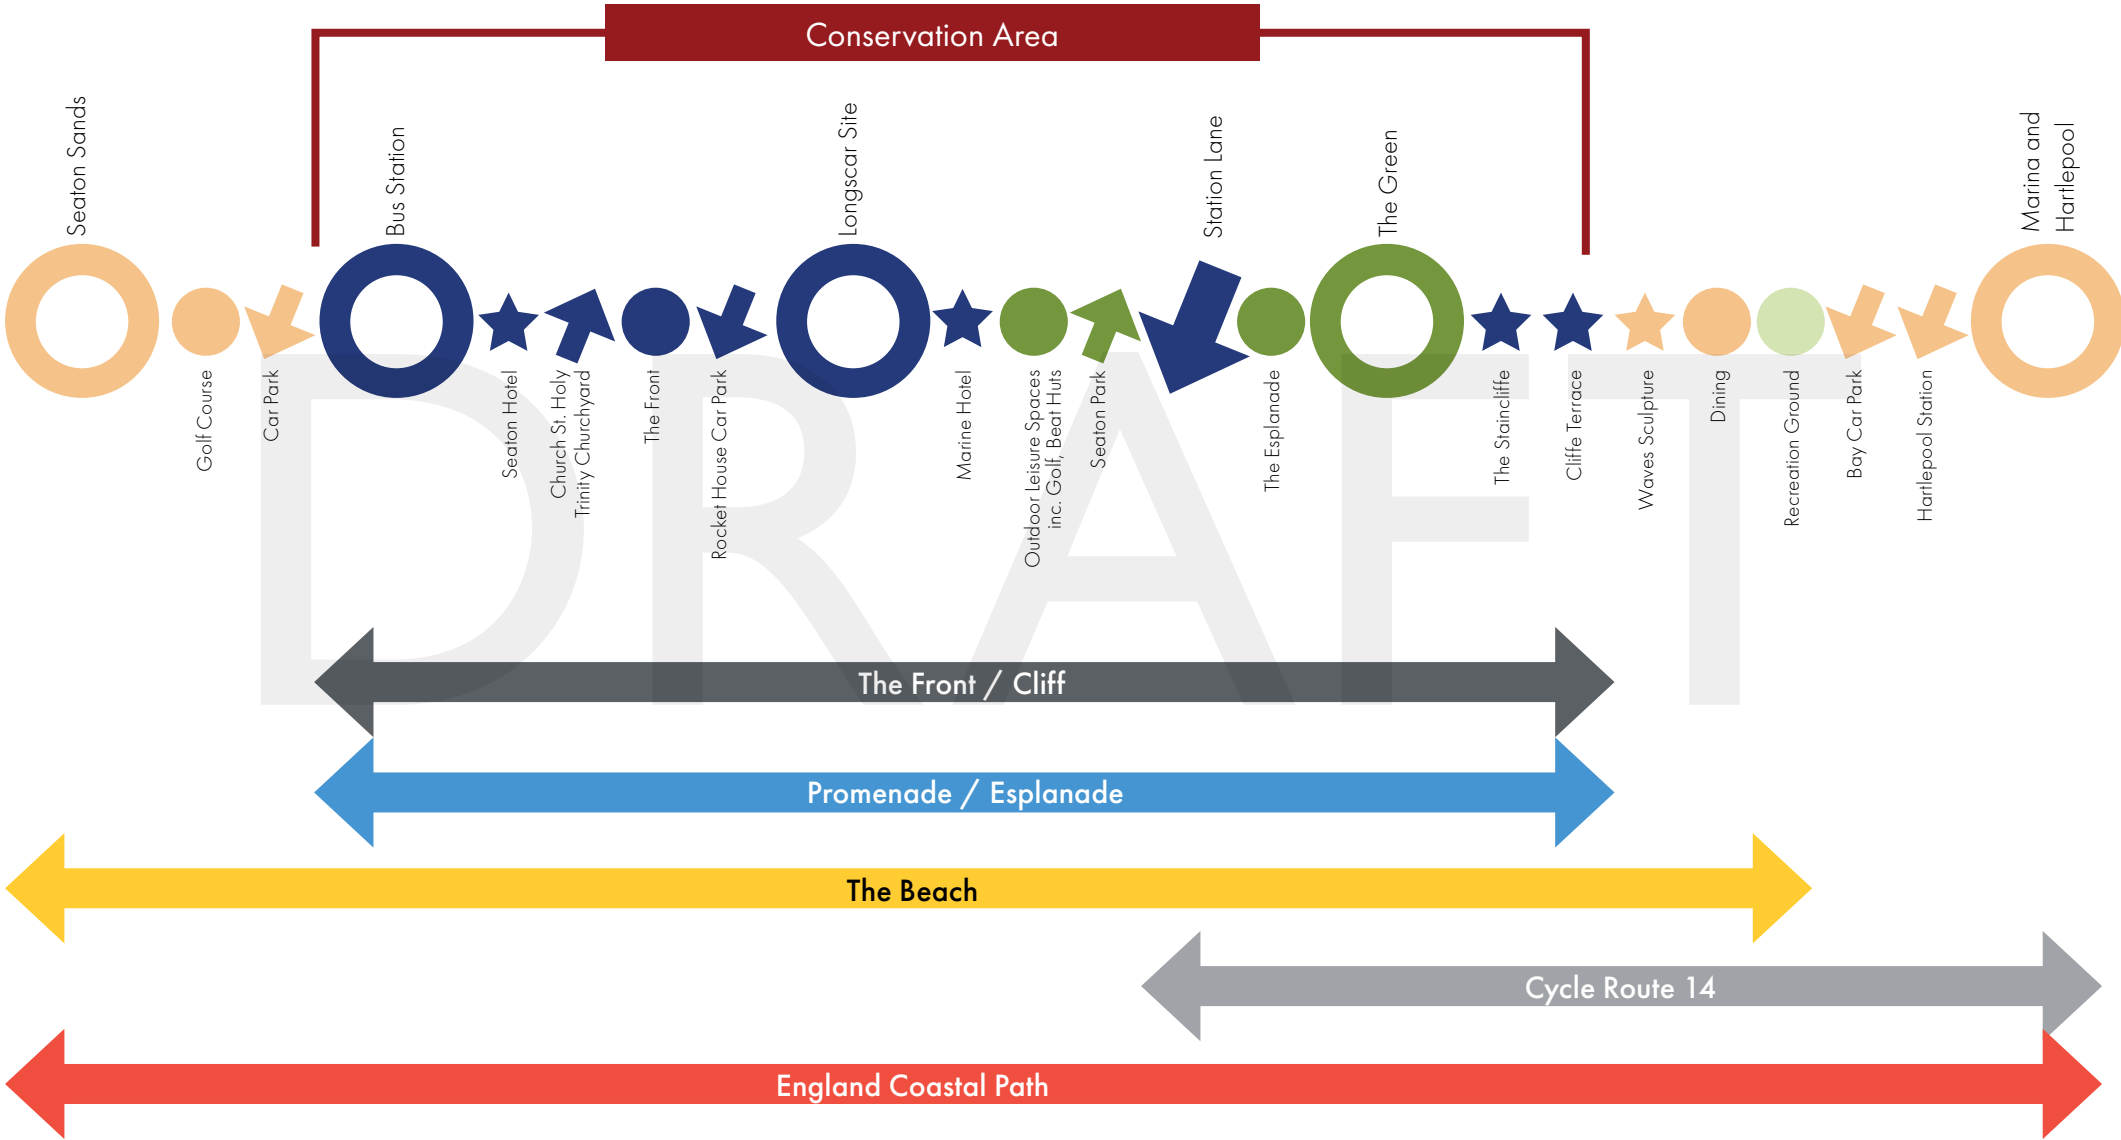 Conservation Area
Seaton Sands
Bus Station
Longscar Site
Station Lane
The Green
Marina and
Hartlepool
Golf Course
Car Park
Seaton Hotel
Church St. Holy
Trinity Churchyard
The Front
Rocket House Car Park
Marine Hotel
Outdoor Leisure Spaces
inc. Golf, Beat Huts
Seaton Park
The Esplanade
The Staincliffe
Cliffe Terrace
Waves Sculpture
Dining
Recreation Ground
Bay Car Park
Hartlepool Station
DRAFT
The Front / Cliff
Promenade / Esplanade
The Beach
Cycle Route 14
England Coastal Path